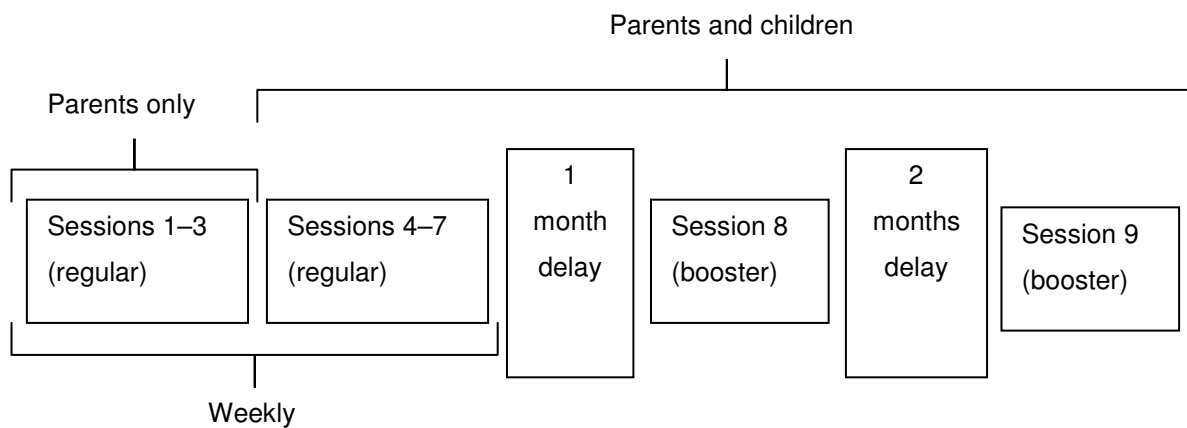 Parents and children
Parents only
Sessions 1–3
(regular)
Sessions 4–7
(regular)
1
month
delay
Session 8
(booster)
2
months
delay
Session 9
(booster)
Weekly